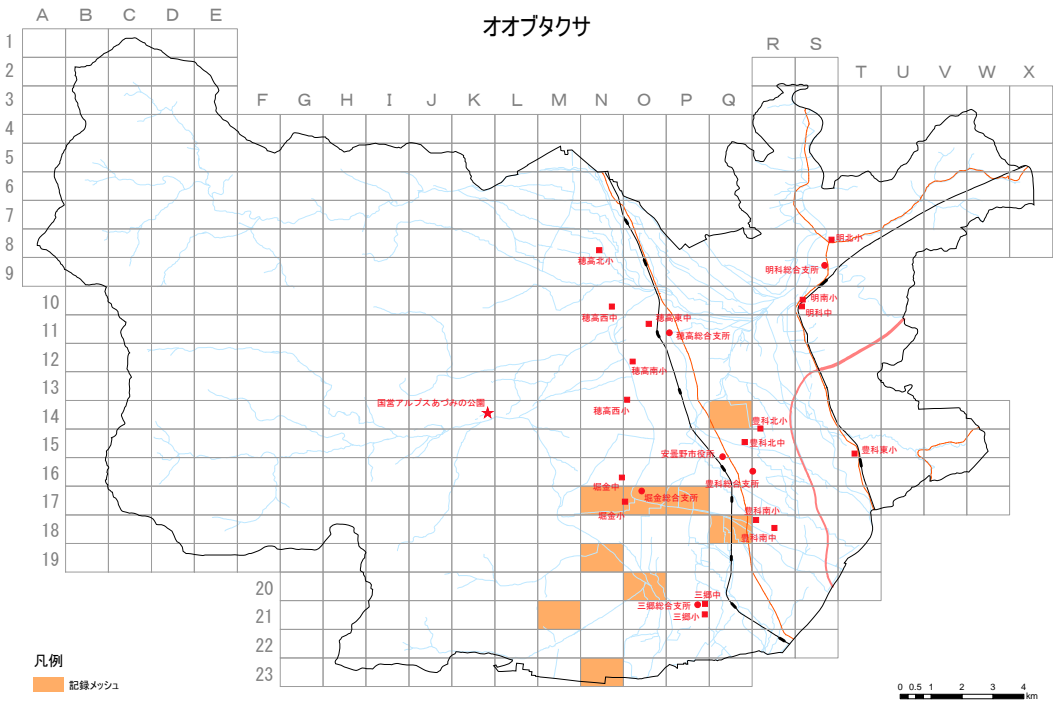 オオブタクサ
A B C D E
R S
T U V W X
F G H I J K L M N O P Q
1
2
3
4
5
6
7
8
9
10
11
12
13
14
15
16
17
18
19
20
21
22
23
明北小
穂高北小
明科総合支所
明南小
明科中
穂高西中
穂高東中
穂高総合支所
穂高南小
国営アルプスあづみの公園
穂高西小
豊科北小
豊科北中
安曇野市役所
豊科東小
豊科総合支所
堀金中
堀金総合支所
堀金小
豊科南小
豊科南中
三郷中
三郷総合支所
三郷小
凡例
記録メッシュ
0 0.5 1 2 3 4
km